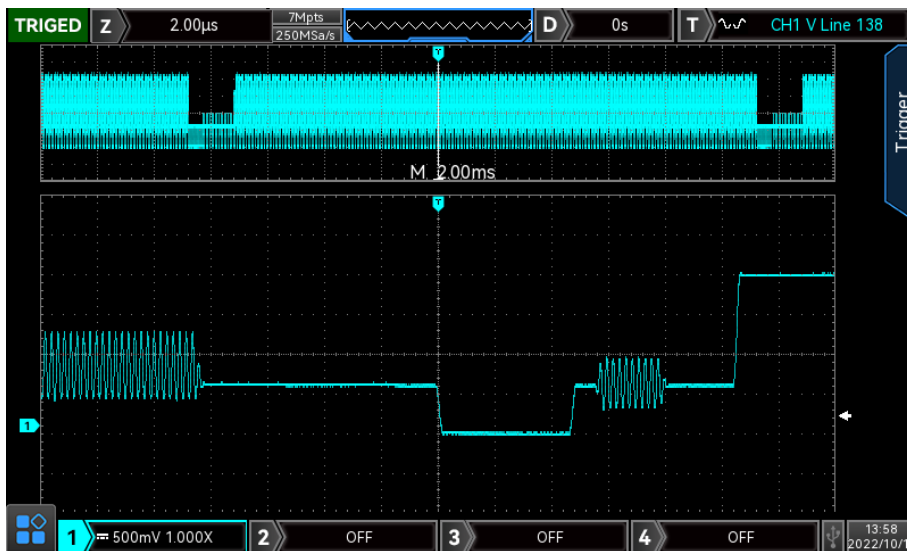 TRIGED Z 2.00μs 7Mpts 250MSa/s D 0s T CH1 V Line 138
T
M 2.00ms
Trigger
T
1
1 500mV 1.000X 2 OFF 3 OFF 4 OFF 13:58
2022/10/1